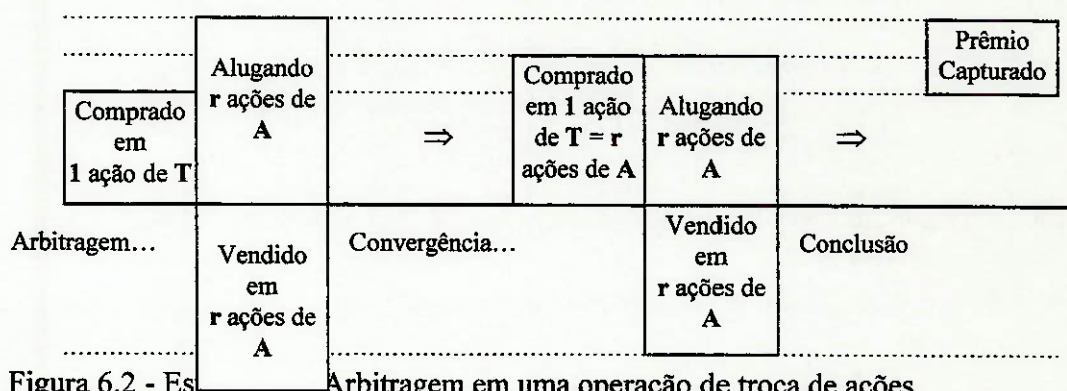 Comprado
em
1 ação de T
Alugando
r ações de
A
⇒
Comprado
em 1 ação
de T = r
ações de A
Alugando
r ações de
A
⇒
Prêmio
Capturado
Arbitragem...
Vendido
em
r ações de
A
Convergência...
Vendido
em
r ações de
A
Conclusão
Figura 6.2 - Es Arbitragem em uma operação de troca de ações